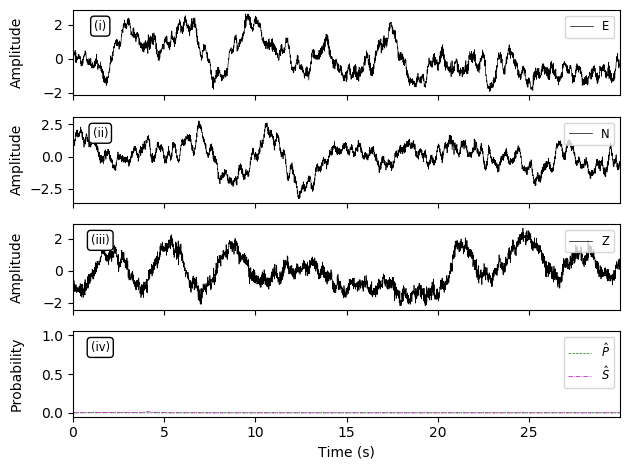 (i)
E
Amplitude
2
0
−2
(ii)
N
Amplitude
2.5
0.0
−2.5
(iii)
Z
Amplitude
2
0
−2
(iv)
P̂
Ŝ
Probability
1.0
0.5
0.0
0 5 10 15 20 25
Time (s)